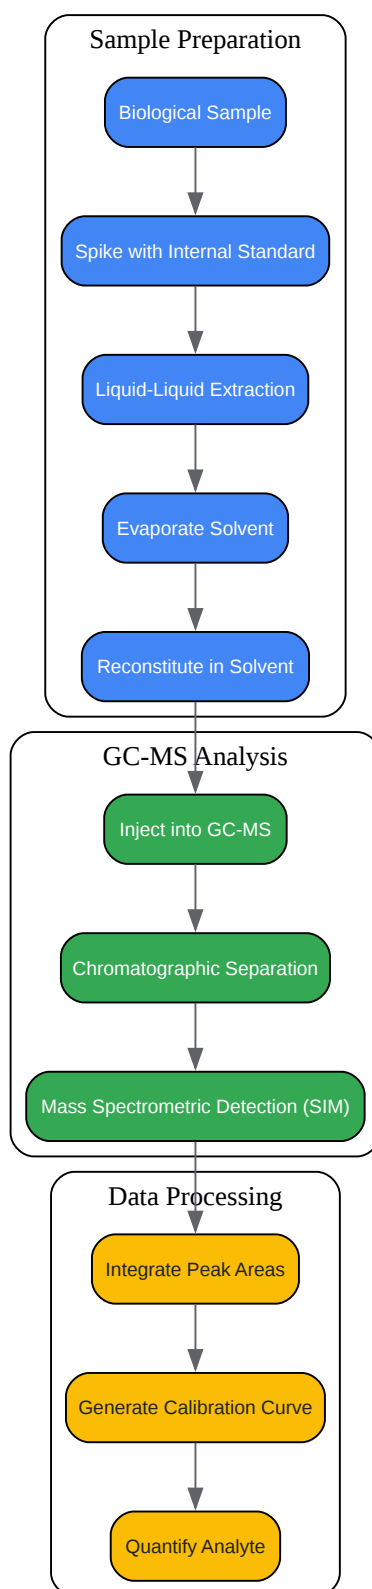 Sample Preparation
Biological Sample
Spike with Internal Standard
Liquid-Liquid Extraction
Evaporate Solvent
Reconstitute in Solvent
GC-MS Analysis
Inject into GC-MS
Chromatographic Separation
Mass Spectrometric Detection (SIM)
Data Processing
Integrate Peak Areas
Generate Calibration Curve
Quantify Analyte